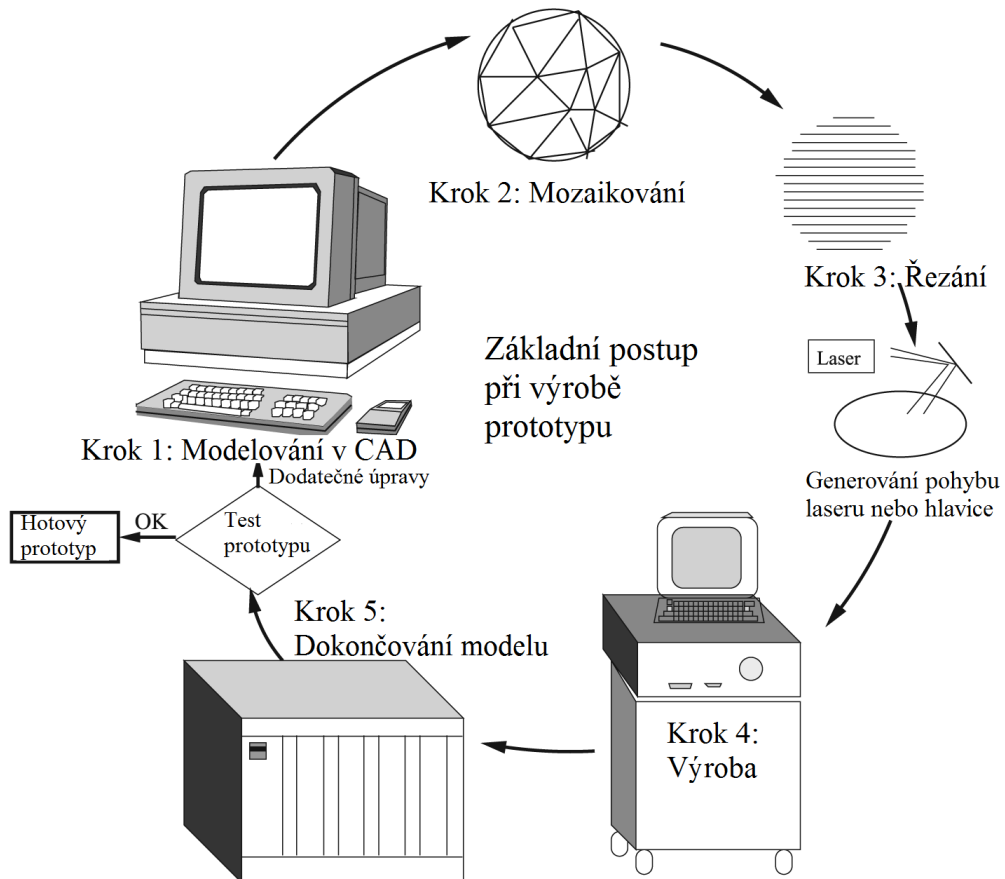 Krok 1: Modelování v CAD
Krok 2: Mozaikování
Krok 3: Řezání
Laser
Generování pohybu
laseru nebo hlavice
Základní postup
při výrobě
prototypu
Krok 4:
Výroba
Krok 5:
Dokončování modelu
Test
prototypu
Dodatečné úpravy
OK
Hotový
prototyp